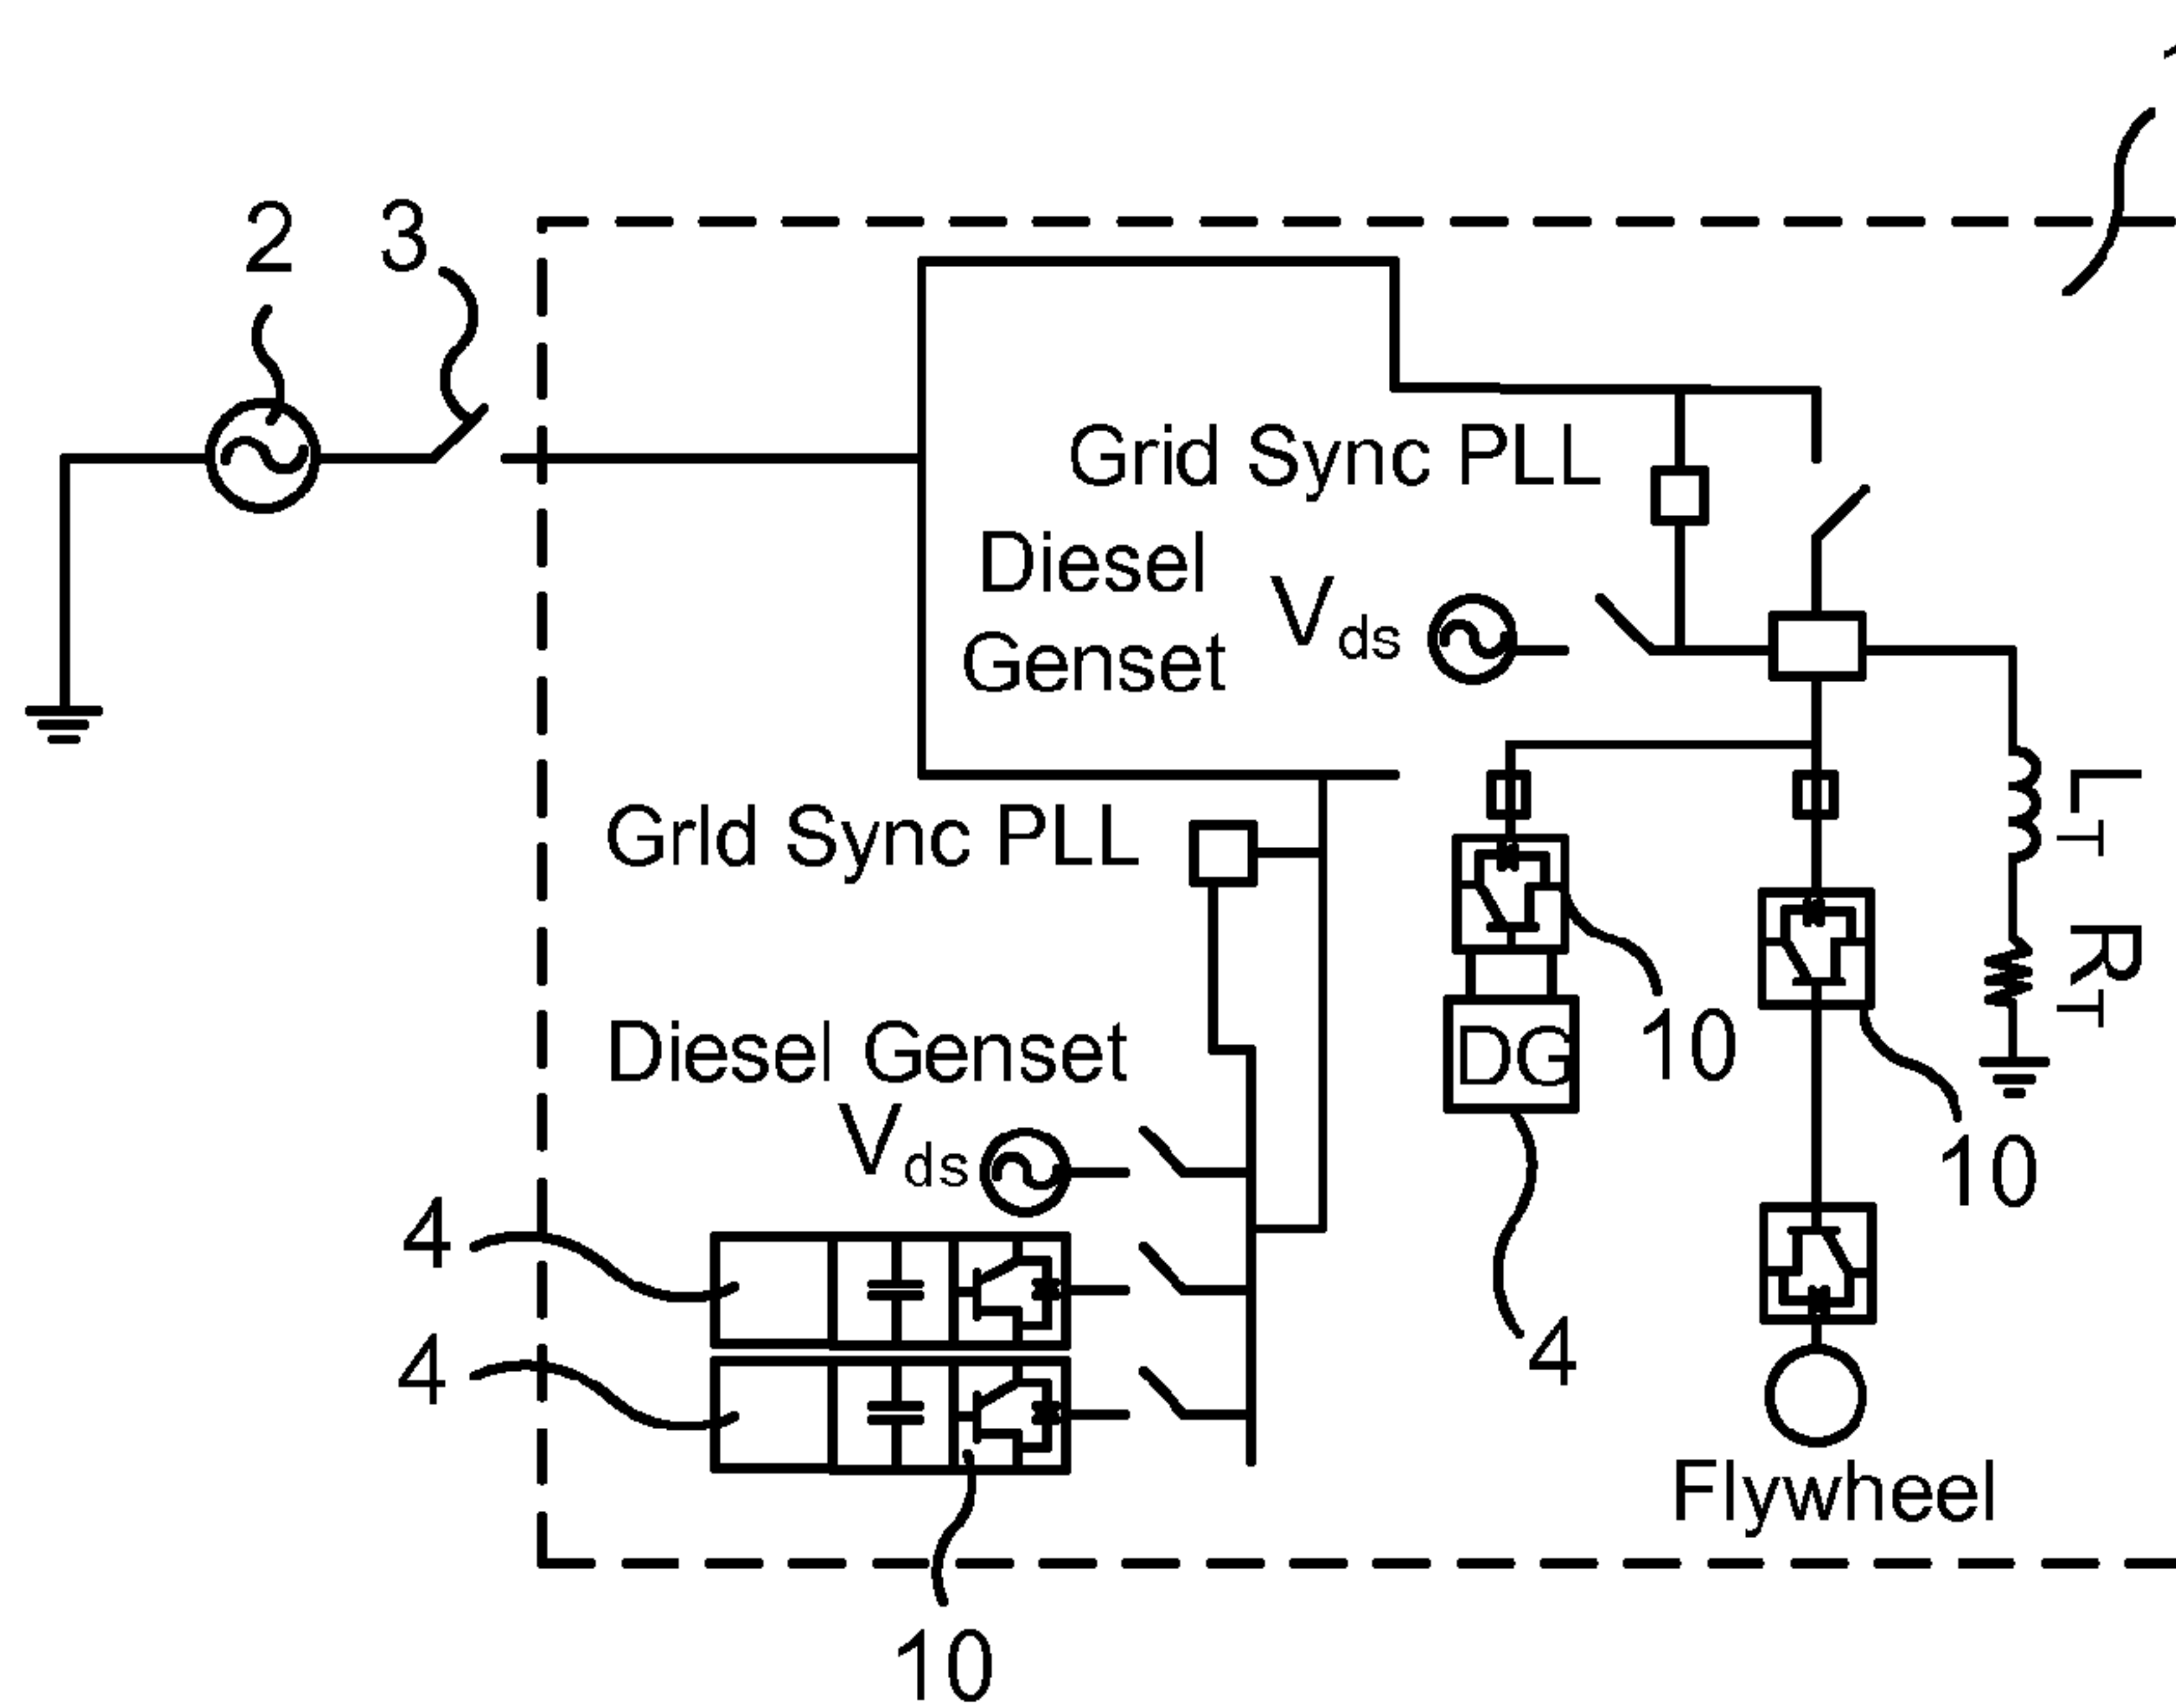 2
3
Grid Sync PLL
Diesel
Genset
Vds
LT
RT
Grld Sync PLL
DG
10
10
Diesel Genset
Vds
4
4
4
Flywheel
10